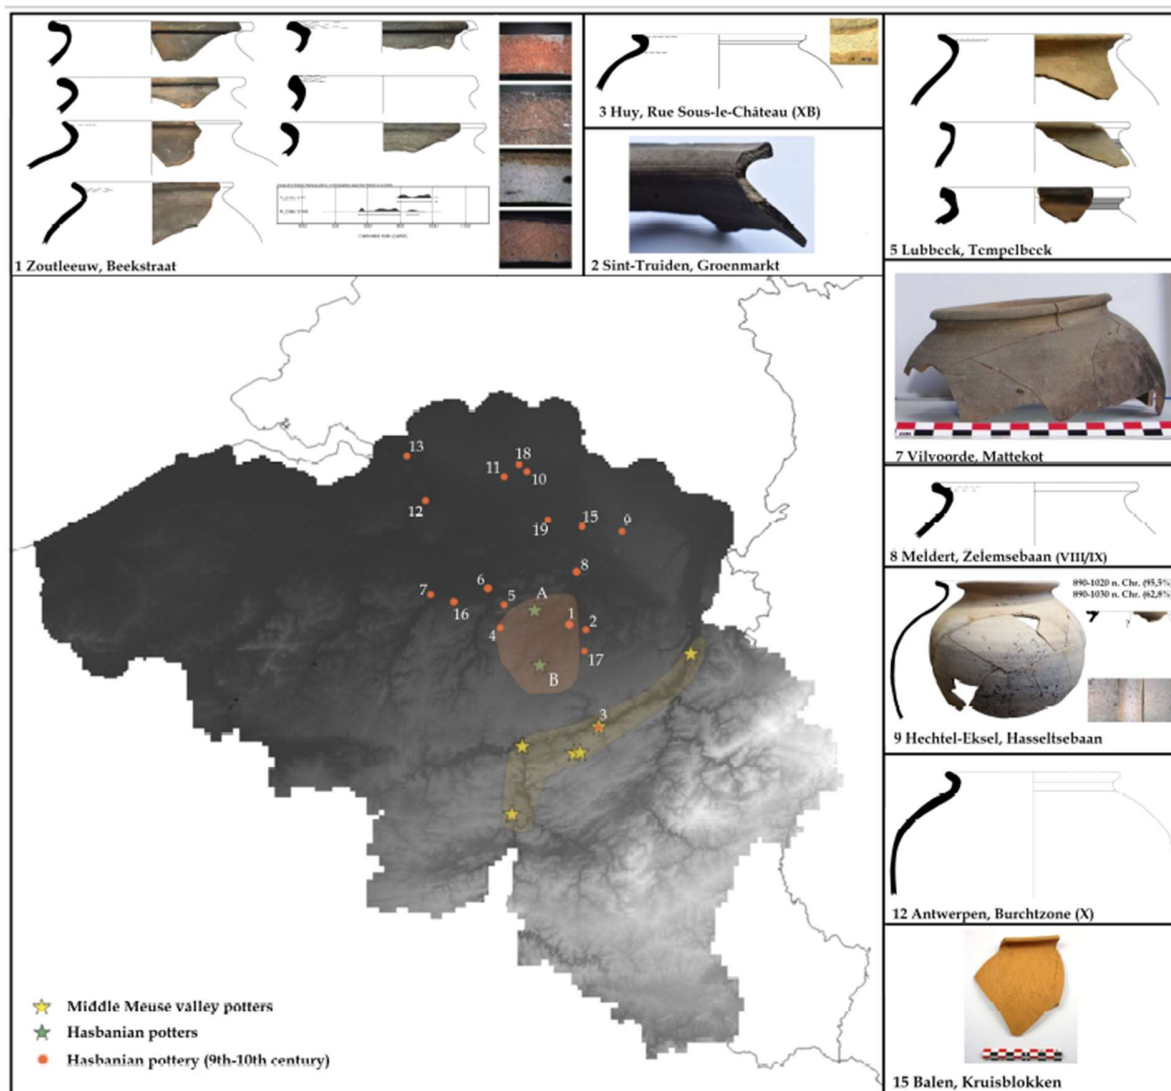 1 Zoutleeuw, Beekstraat
3 Huy, Rue Sous-le-Château (XB)
2 Sint-Truiden, Groenmarkt
5 Lubbeek, Tempelbeek
7 Vilvoorde, Mattekot
8 Meldert, Zelemsebaan (VIII/IX)
890-1020 n. Chr. (95,5%)
890-1030 n. Chr. (62,8%)
?
9 Hechtel-Eksel, Hasseltsebaan
12 Antwerpen, Burchtzone (X)
15 Balen, Kruisblokken
13
18
11
10
12
19
15
9
8
7
6
16
5
A
1
4
2
17
B
3
Middle Meuse valley potters
Hasbanian potters
Hasbanian pottery (9th-10th century)